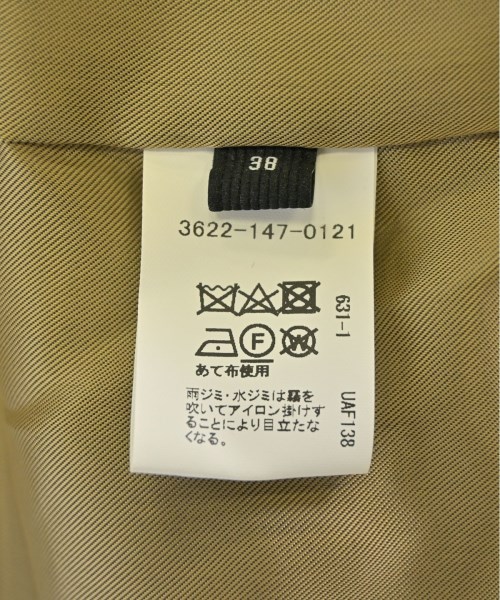 38
3622-147-0121
F
W
あて布使用
雨ジミ・水ジミは霧を
吹いてアイロン掛けす
ることにより目立たな
くなる。
631-1
UAF138